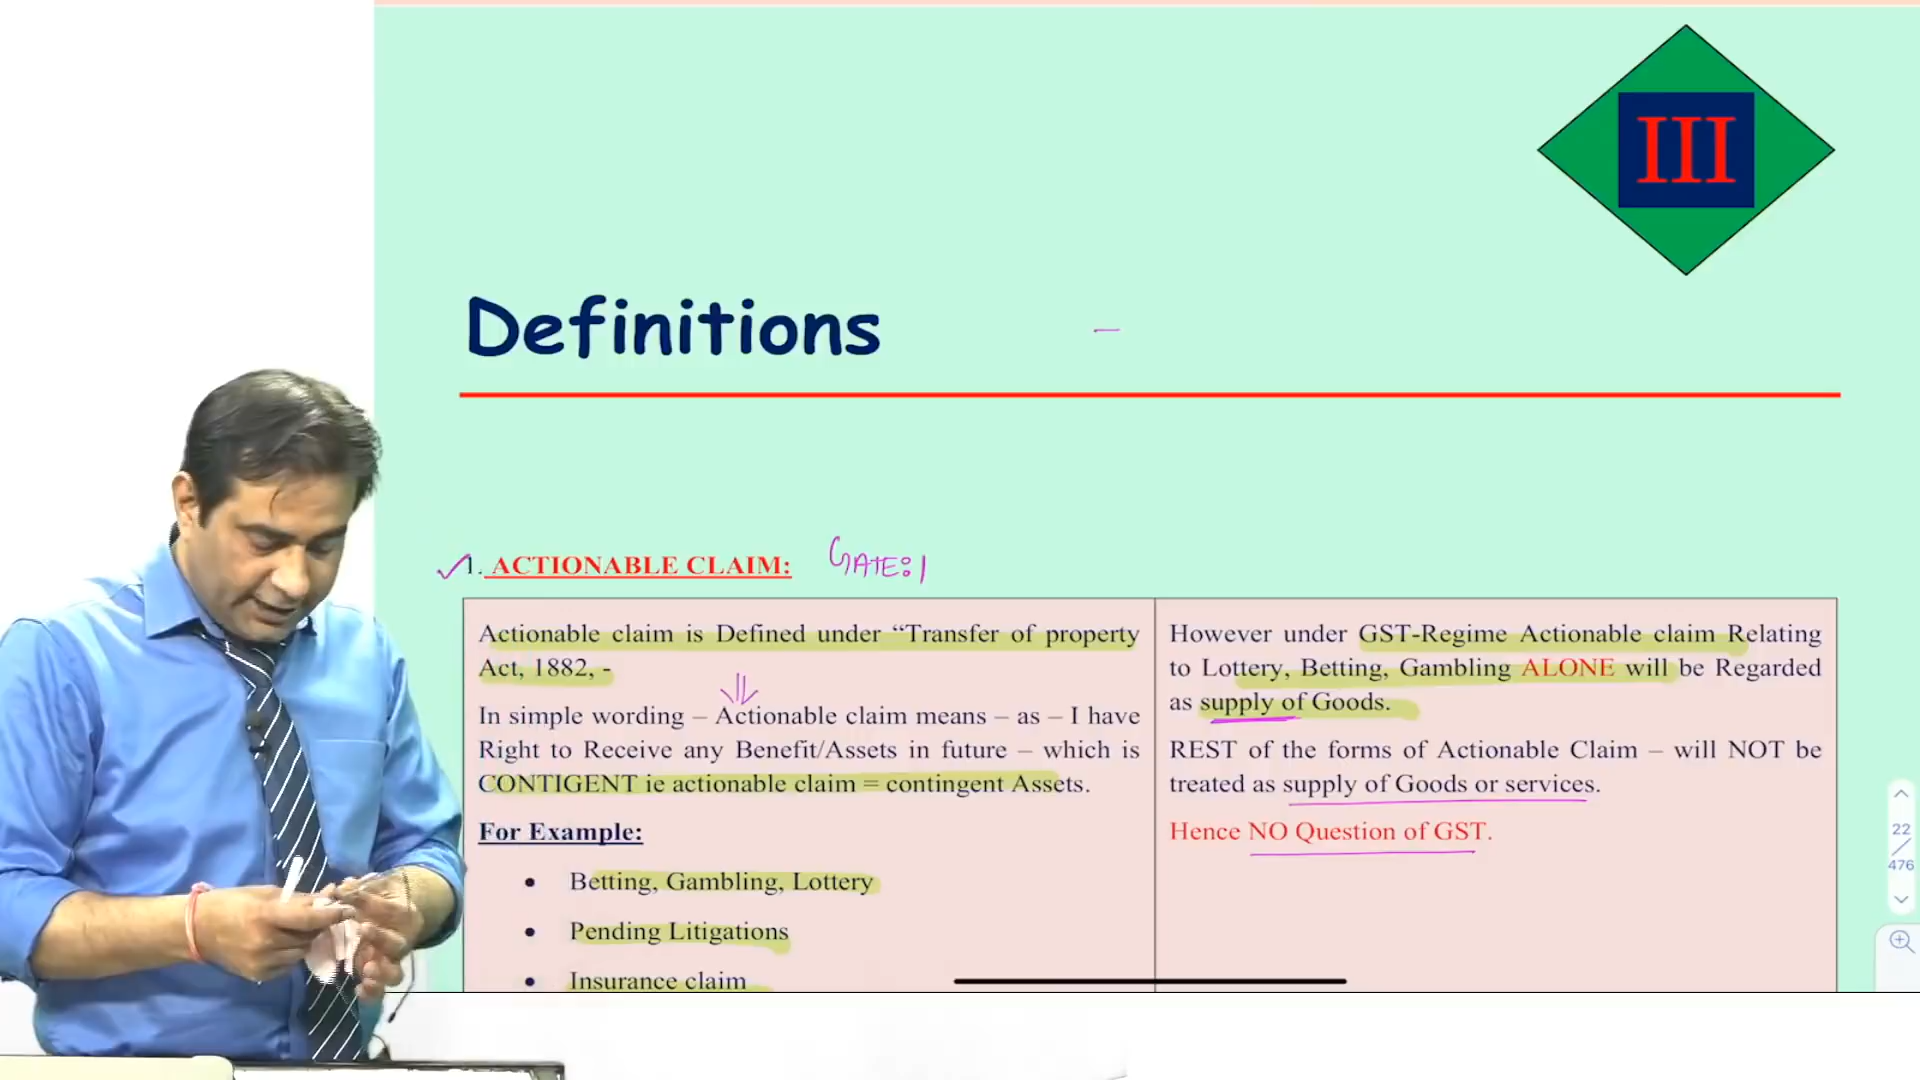 III
Definitions
1. ACTIONABLE CLAIM: GATE:1
Actionable claim is Defined under “Transfer of property
Act, 1882, -
In simple wording – Actionable claim means – as – I have
Right to Receive any Benefit/Assets in future – which is
CONTIGENT ie actionable claim = contingent Assets.
For Example:
• Betting, Gambling, Lottery
• Pending Litigations
• Insurance claim
However under GST-Regime Actionable claim Relating
to Lottery, Betting, Gambling ALONE will be Regarded
as supply of Goods.
REST of the forms of Actionable Claim – will NOT be
treated as supply of Goods or services.
Hence NO Question of GST.
22
476